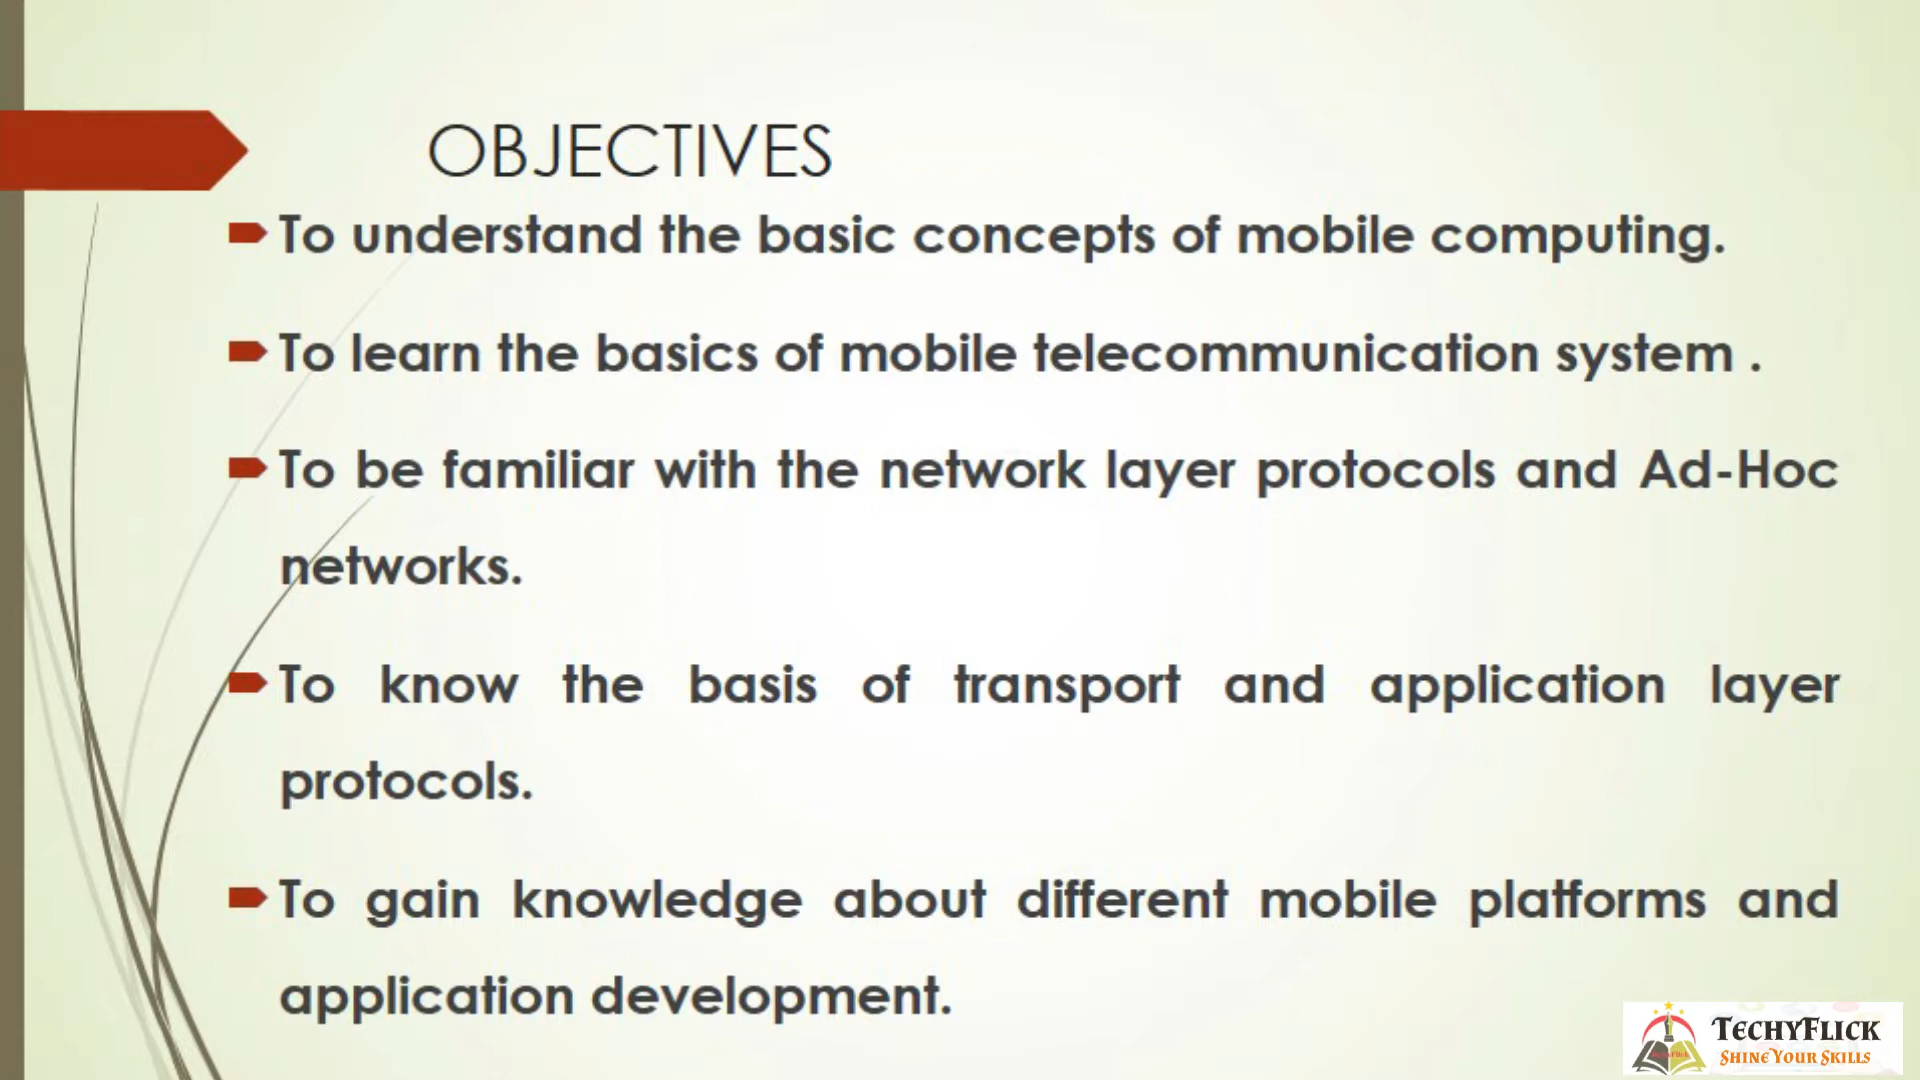 OBJECTIVES
To understand the basic concepts of mobile computing.
To learn the basics of mobile telecommunication system .
To be familiar with the network layer protocols and Ad-Hoc
networks.
To know the basis of transport and application layer
protocols.
To gain knowledge about different mobile platforms and
application development.
TECHYFLICK
SHINE YOUR SKILLS